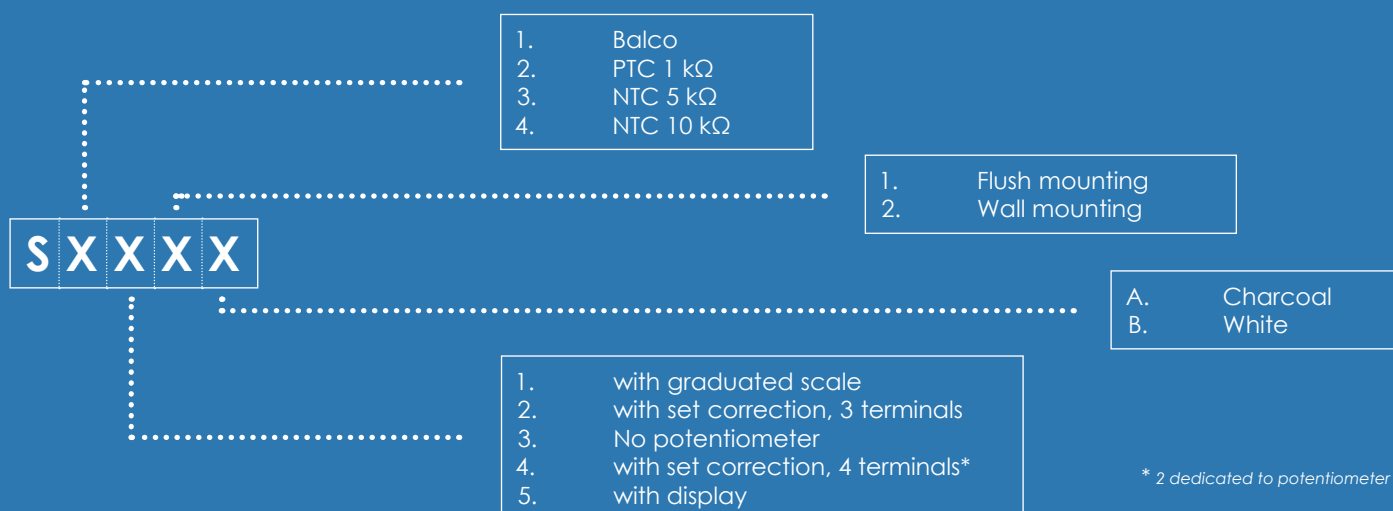 1. Balco
2. PTC 1 kΩ
3. NTC 5 kΩ
4. NTC 10 kΩ
1. Flush mounting
2. Wall mounting
S X X X X
A. Charcoal
B. White
1. with graduated scale
2. with set correction, 3 terminals
3. No potentiometer
4. with set correction, 4 terminals*
5. with display
* 2 dedicated to potentiometer